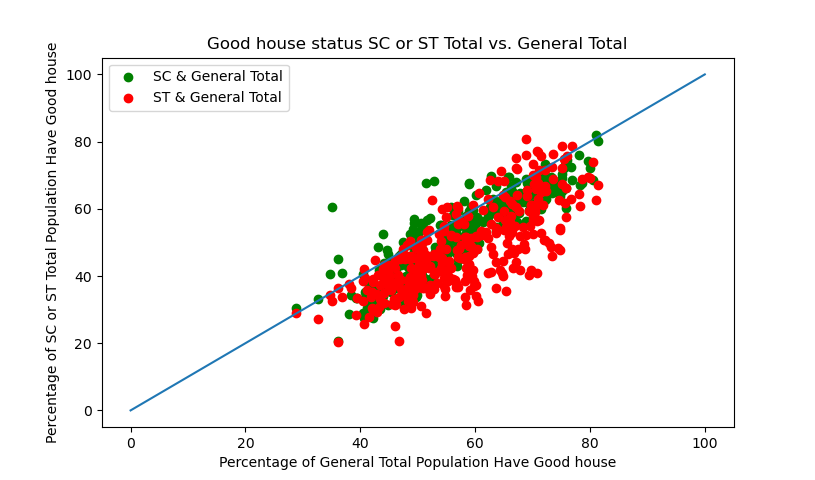 Good house status SC or ST Total vs. General Total
SC & General Total
ST & General Total
Percentage of SC or ST Total Population Have Good house
100
80
60
40
20
0
0 20 40 60 80 100
Percentage of General Total Population Have Good house